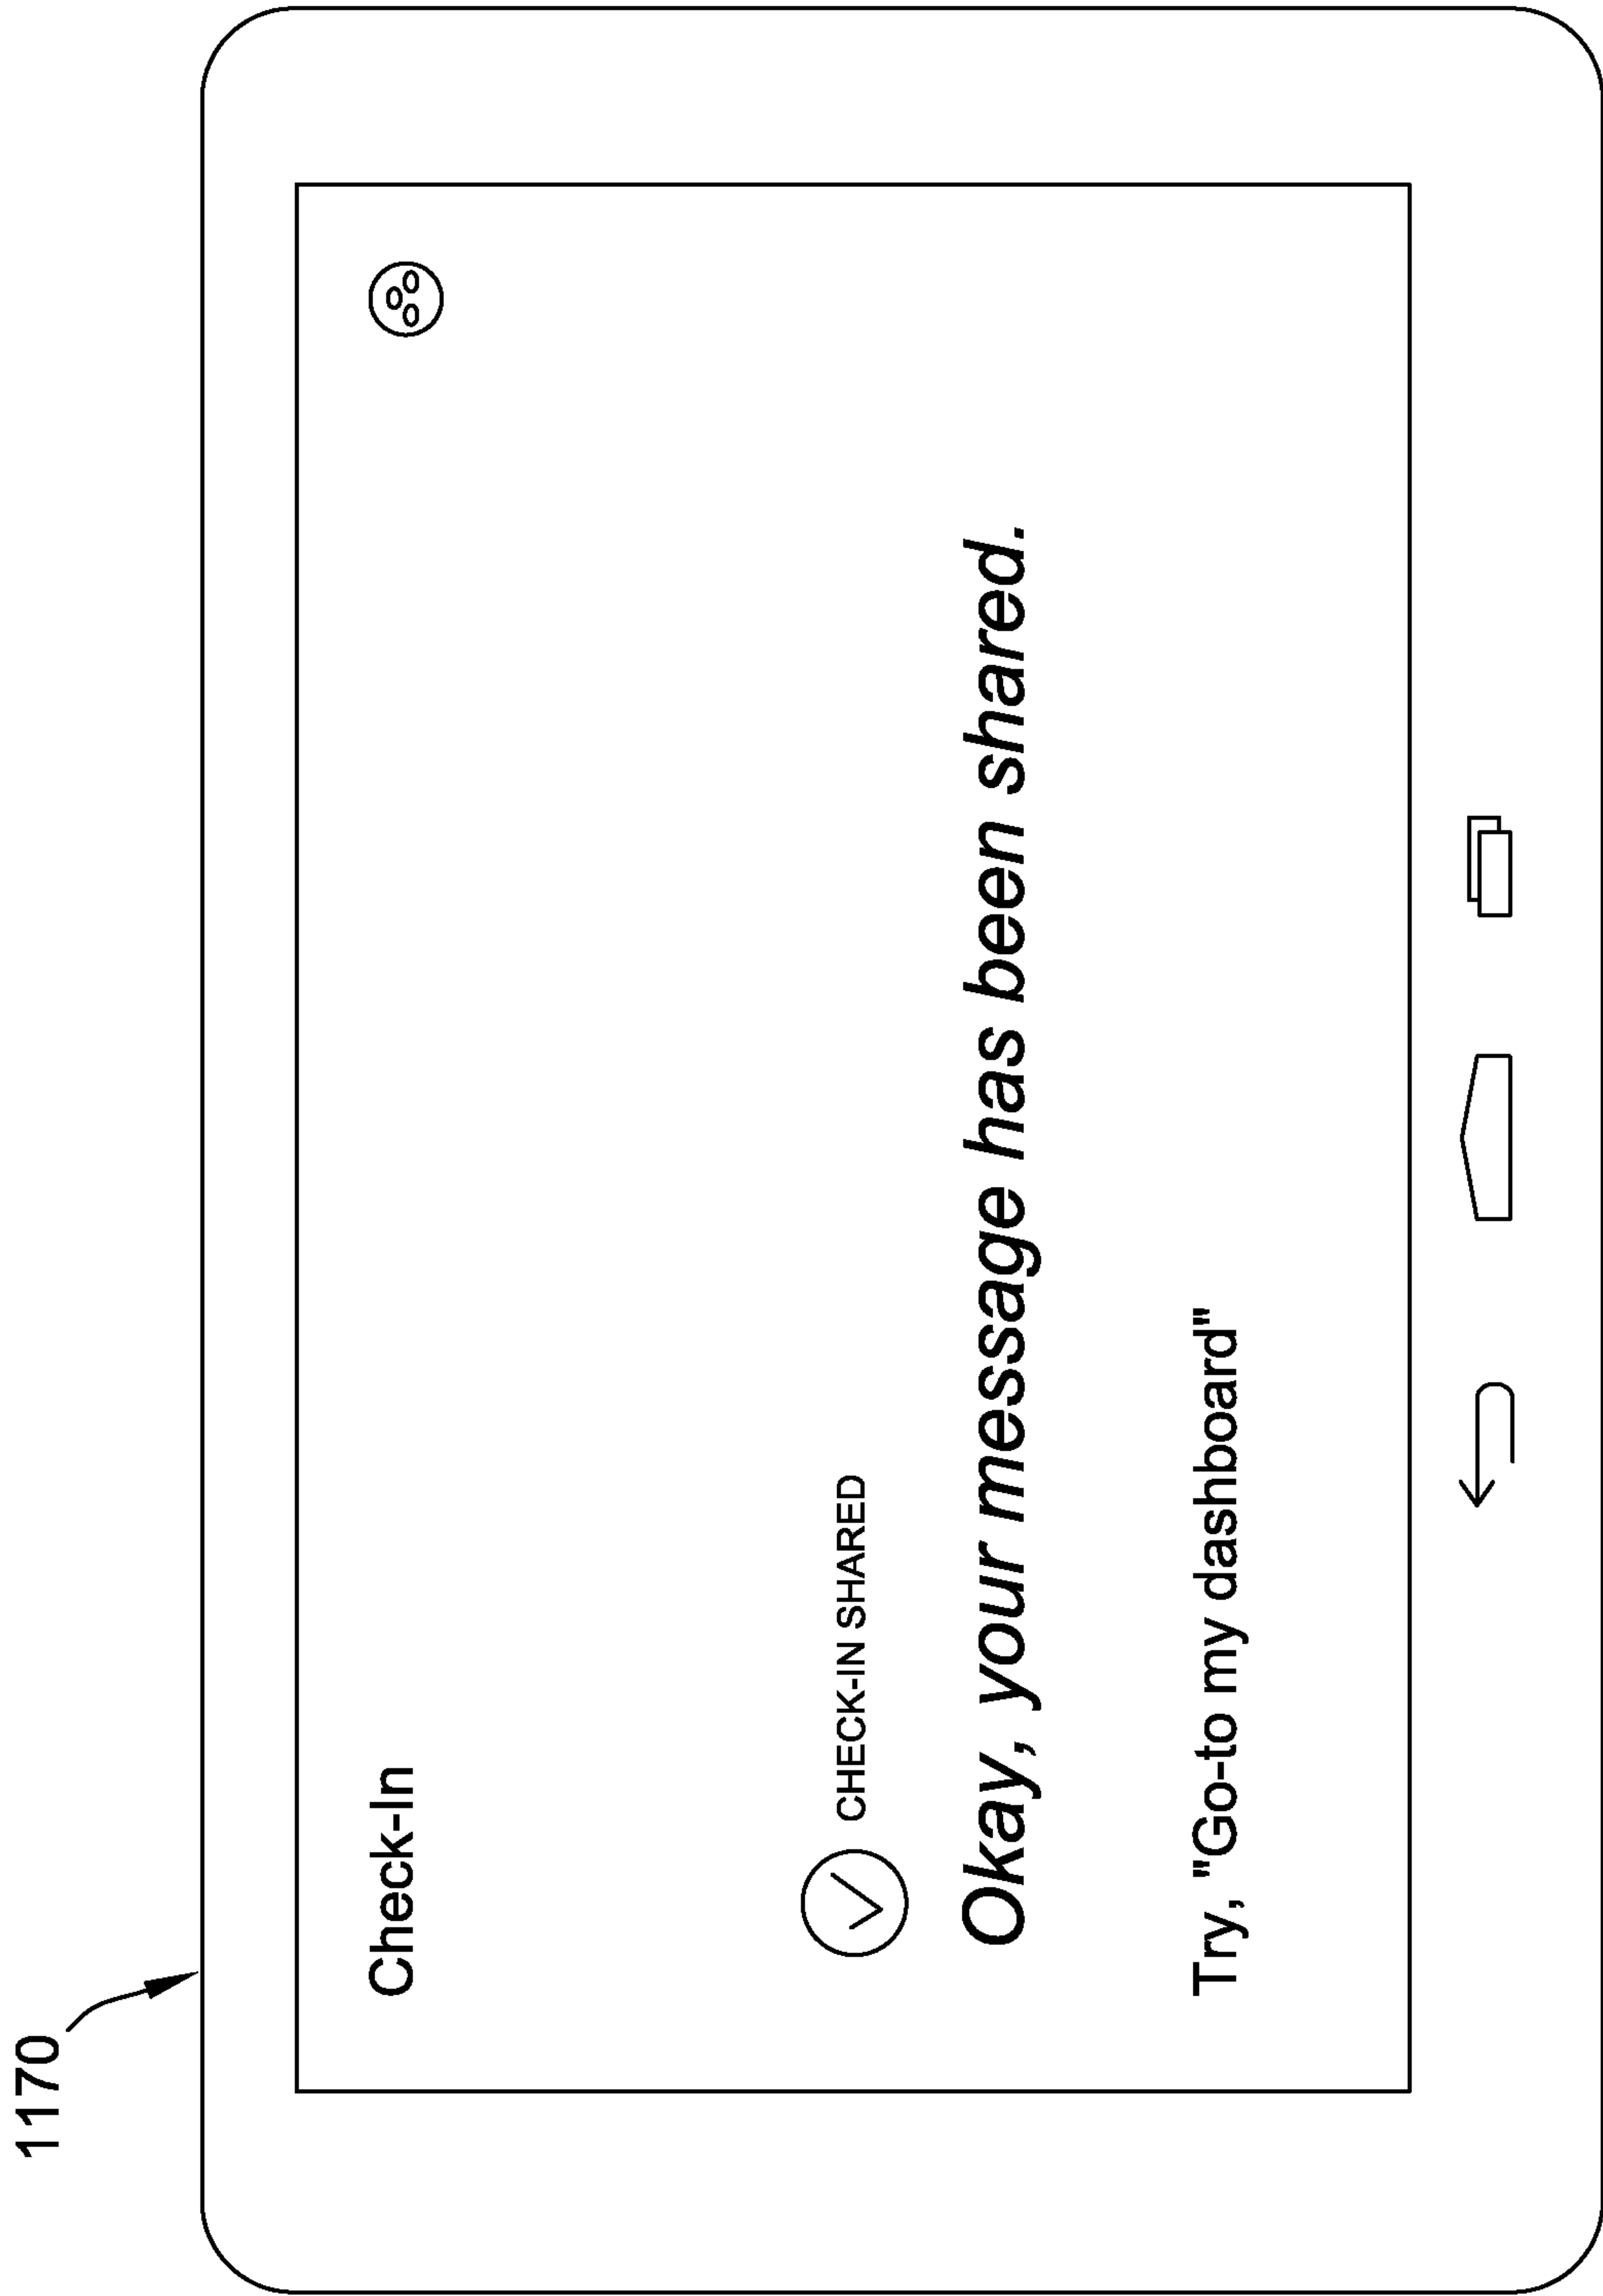 1170
Check-In
CHECK-IN SHARED
Okay, your message has been shared.
Try, "Go-to my dashboard"